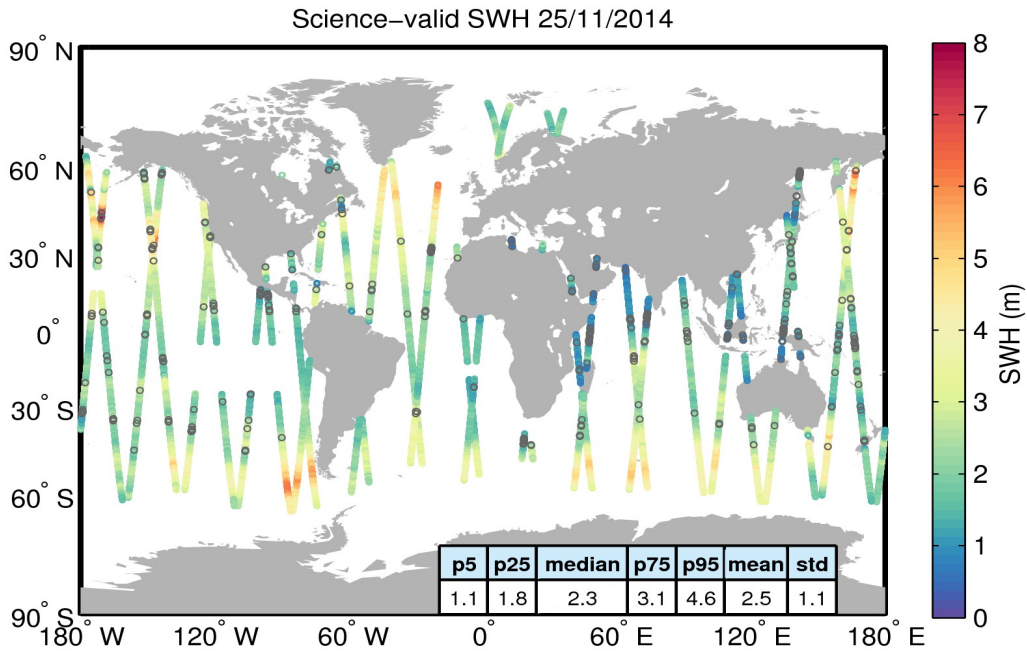 Science−valid SWH 25/11/2014
90° N
60° N
30° N
0°
30° S
60° S
90° S
180° W
120° W
60° W
0°
60° E
120° E
180° E
p5 p25 median p75 p95 mean std
1.1 1.8 2.3 3.1 4.6 2.5 1.1
8
7
6
5
4
3
2
1
0
SWH (m)